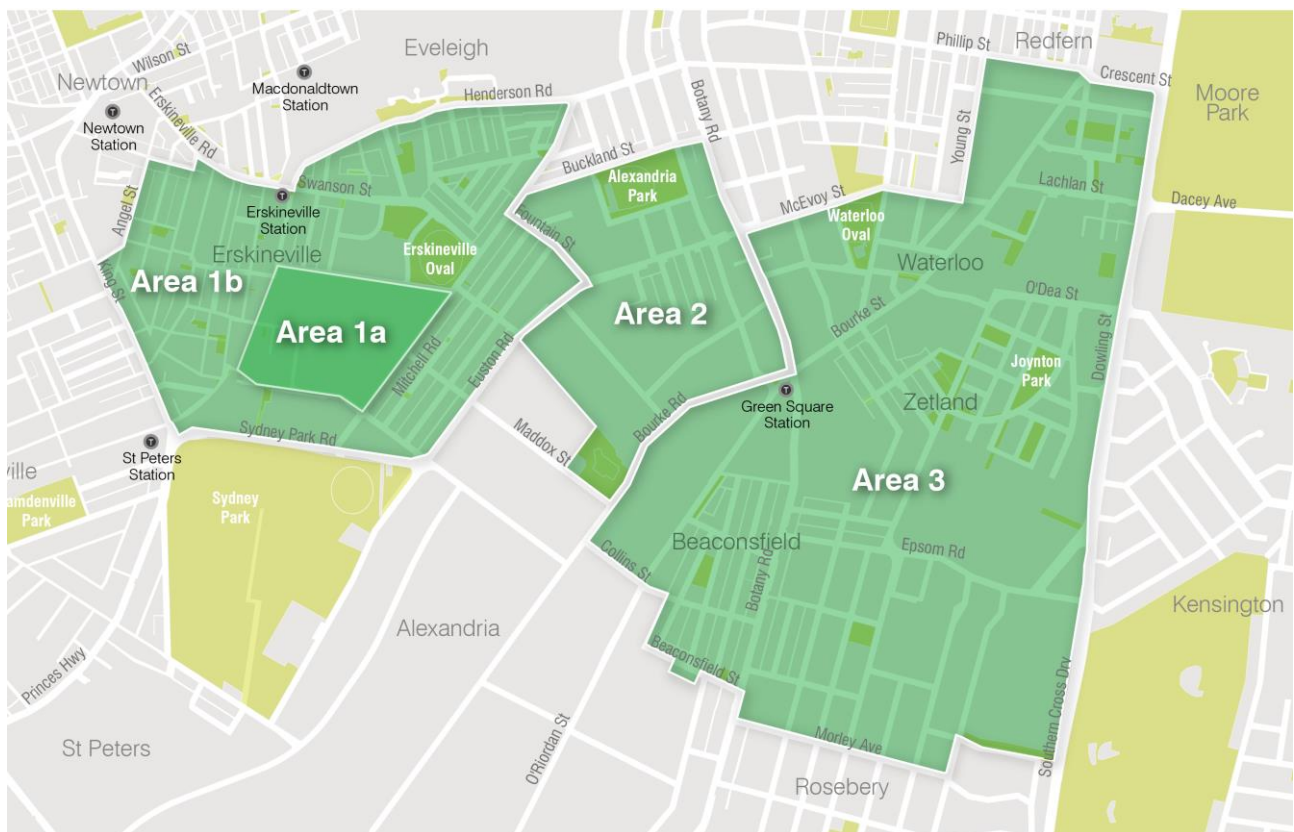 Eveleigh
Phillip St
Redfern
Wilson St
Newtown
Macdonaldtown
Station
Crescent St
Moore
Park
Henderson Rd
Erskineville Rd
Newtown
Station
Botany Rd
Young St
Buckland St
Swanson St
Alexandria
Park
Lachlan St
Angel St
McEvoy St
Dacey Ave
Erskineville
Station
Fountain St
Waterloo
Oval
Erskineville
Erskineville
Oval
Waterloo
King St
Area 1b
O'Dea St
Area 1a
Area 2
Bourke St
Dowling St
Mitchell Rd
Euston Rd
Joynton
Park
Green Square
Station
Zetland
Bourke Rd
Sydney Park Rd
Maddox St
St Peters
Station
ville
Area 3
Sydney
Park
amdenville
Park
Beaconsfield
Epsom Rd
Collins St
Botany Rd
Kensington
Alexandria
Beaconsfield St
Princes Hwy
Southern Cross Drv
St Peters
O'Riordan St
Morley Ave
Rosebery